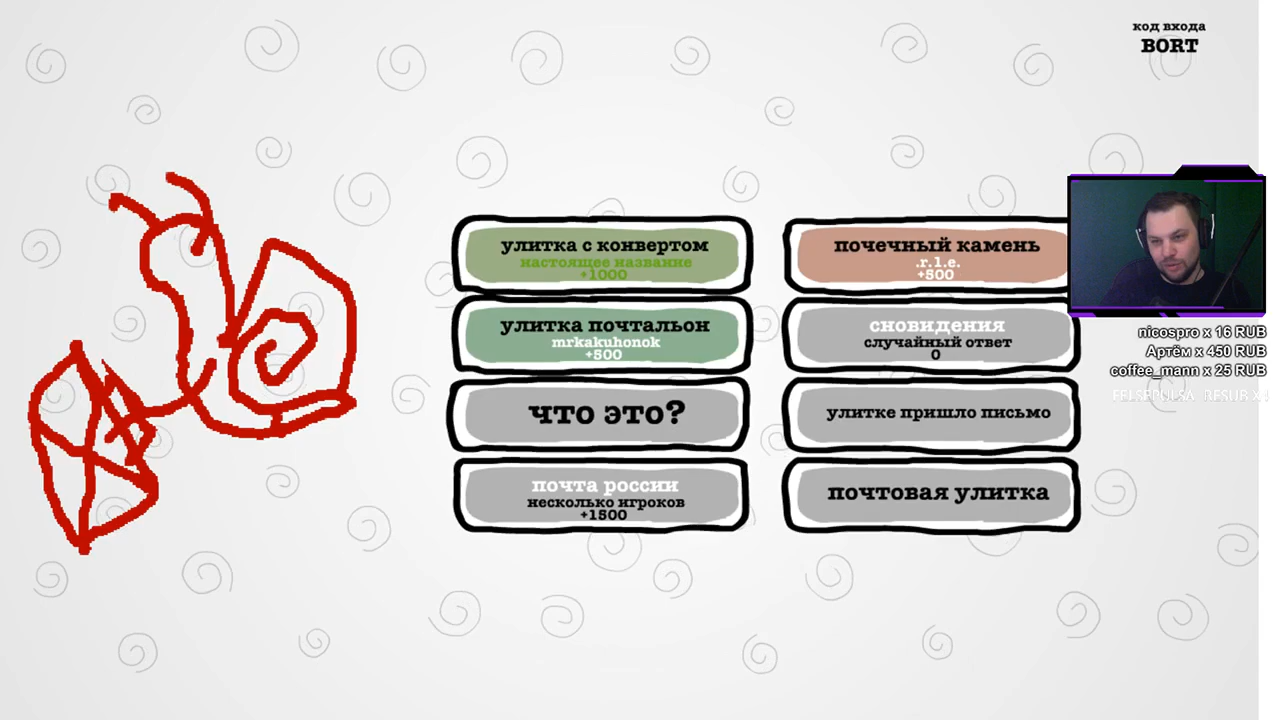 код входа
BORT
улитка с конвертом
настоящее название
+1000
почечный камень
.r.l.e.
+500
улитка почтальон
mrkakuhonok
+500
сновидения
случайный ответ
0
что это?
улитке пришло письмо
почта россии
несколько игроков
+1500
почтовая улитка
nicospro x 16 RUB
Артём x 450 RUB
coffee_mann x 25 RUB